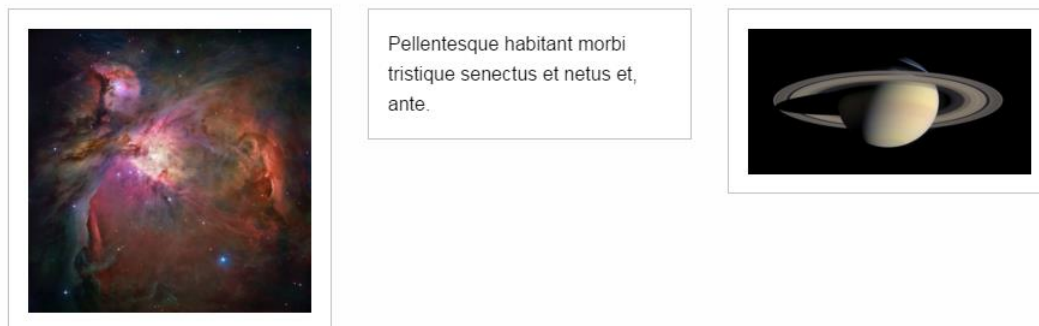 Pellentesque habitant morbi
tristique senectus et netus et,
ante.